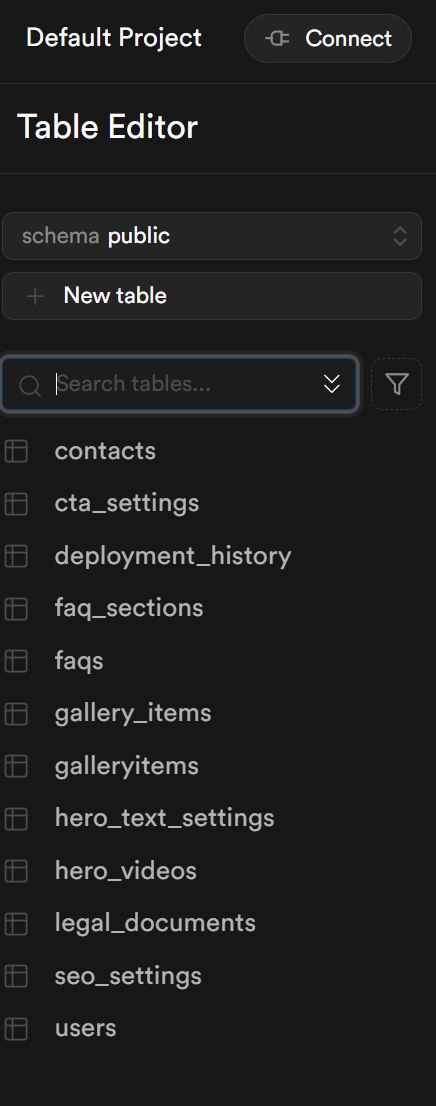 Default Project
Connect
Table Editor
schema public
New table
Search tables...
contacts
cta_settings
deployment_history
faq_sections
faqs
gallery_items
galleryitems
hero_text_settings
hero_videos
legal_documents
seo_settings
users